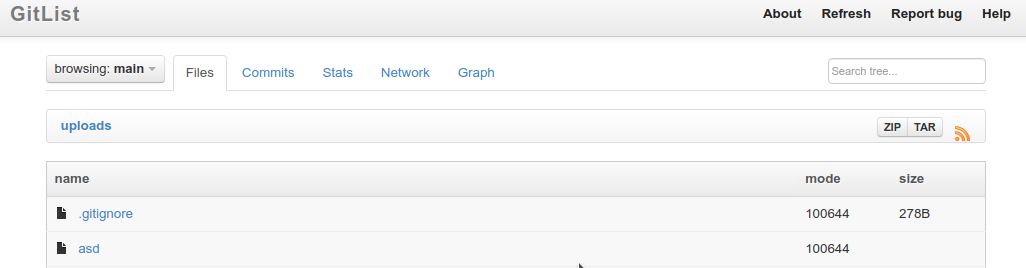 GitList
About Refresh Report bug Help
browsing: main Files Commits Stats Network Graph Search tree...
uploads ZIP TAR
name mode size
.gitignore 100644 278B
asd 100644